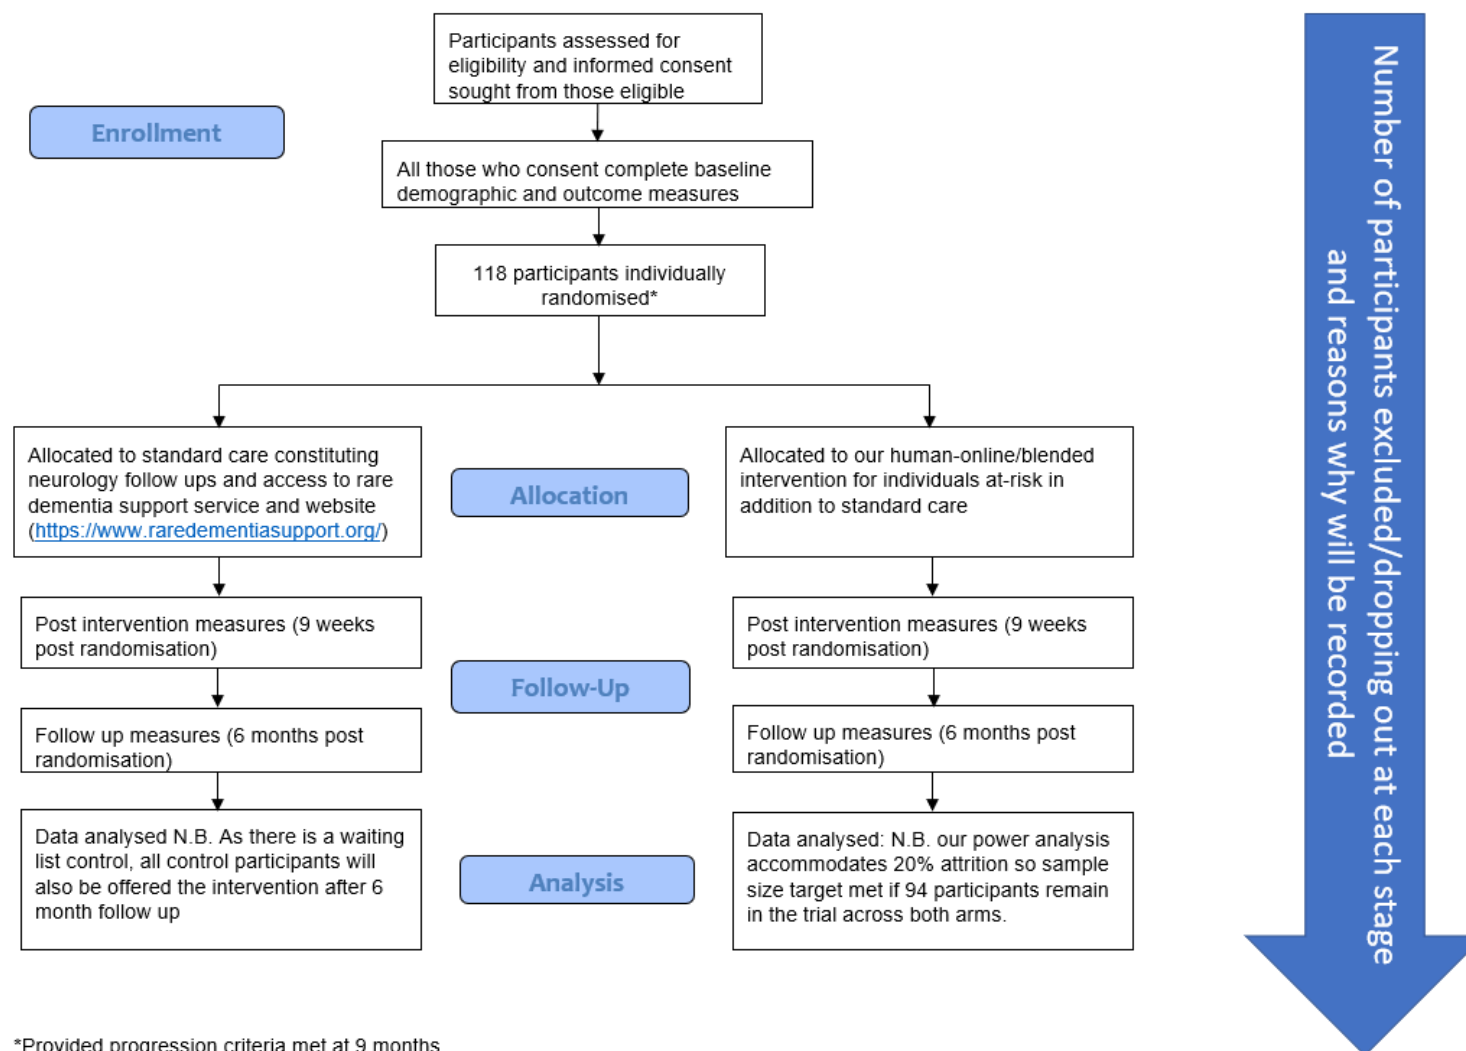 Participants assessed for
eligibility and informed consent
sought from those eligible
Enrollment
All those who consent complete baseline
demographic and outcome measures
118 participants individually
randomised*
Allocated to standard care constituting
neurology follow ups and access to rare
dementia support service and website
(https://www.raredementiasupport.org/)
Allocation
Allocated to our human-online/blended
intervention for individuals at-risk in
addition to standard care
Post intervention measures (9 weeks
post randomisation)
Post intervention measures (9 weeks
post randomisation)
Follow-Up
Follow up measures (6 months post
randomisation)
Follow up measures (6 months post
randomisation)
Data analysed N.B. As there is a waiting
list control, all control participants will
also be offered the intervention after 6
month follow up
Analysis
Data analysed: N.B. our power analysis
accommodates 20% attrition so sample
size target met if 94 participants remain
in the trial across both arms.
Number of participants excluded/dropping out at each stage
and reasons why will be recorded
*Provided progression criteria met at 9 months